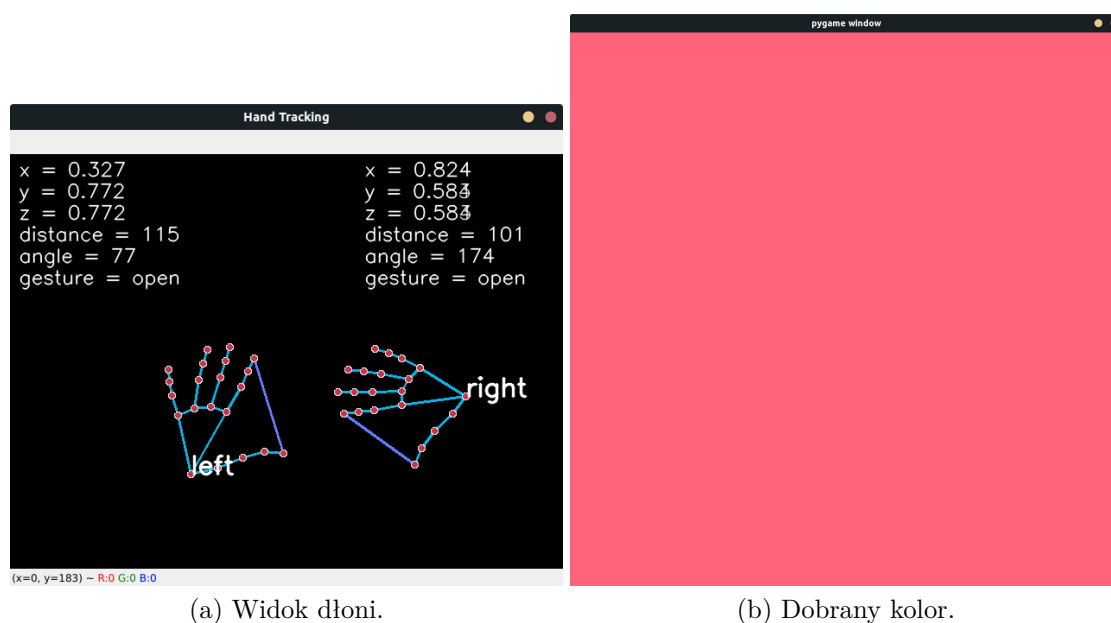 Hand Tracking
x = 0.327
y = 0.772
z = 0.772
distance = 115
angle = 77
gesture = open
x = 0.824
y =
z =
distance = 101
angle = 174
gesture = open
left
right
(x=0, y=183) ~ R:0 G:0 B:0
(a) Widok dłoni.
pygame window
(b) Dobrany kolor.